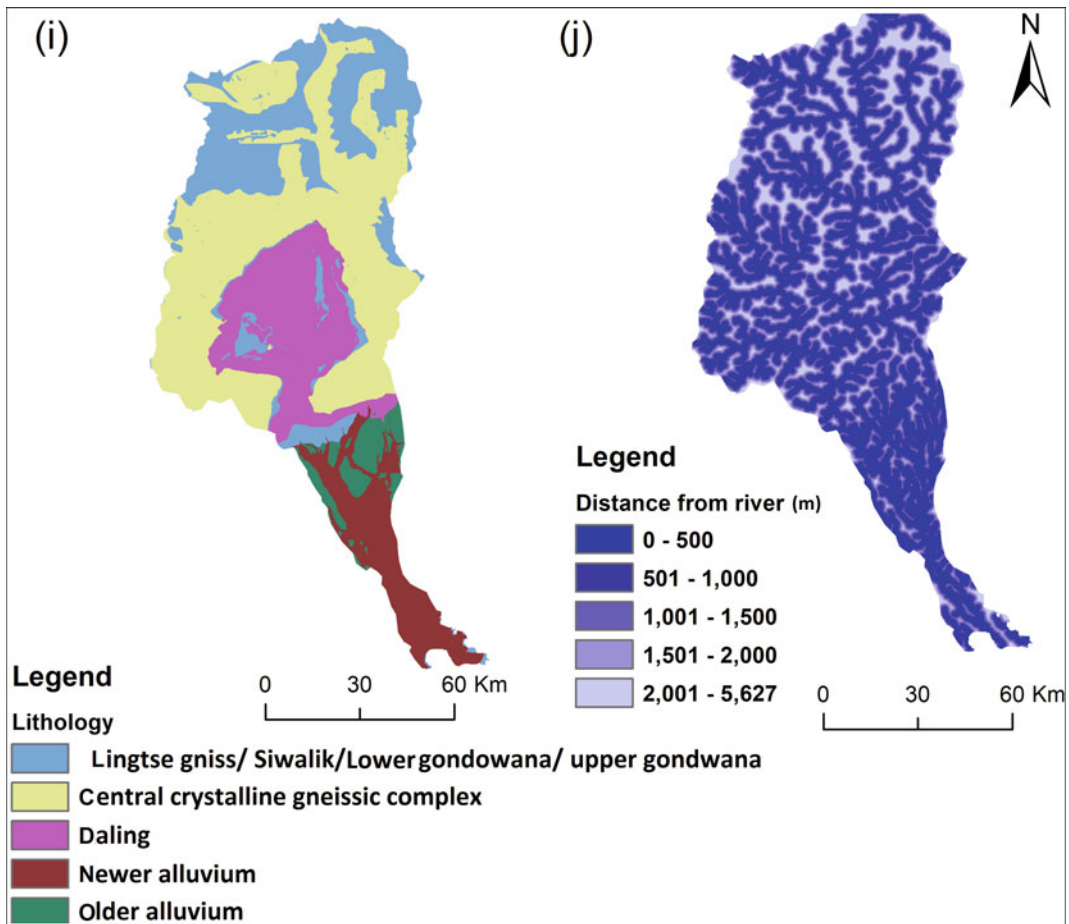 (i)
(j)
N
Legend
Distance from river (m)
0 - 500
501 - 1,000
1,001 - 1,500
1,501 - 2,000
2,001 - 5,627
0 30 60 Km
Legend
0 30 60 Km
Lithology
Lingtse gniss/ Siwalik/Lower gondowana/ upper gondwana
Central crystalline gneissic complex
Daling
Newer alluvium
Older alluvium